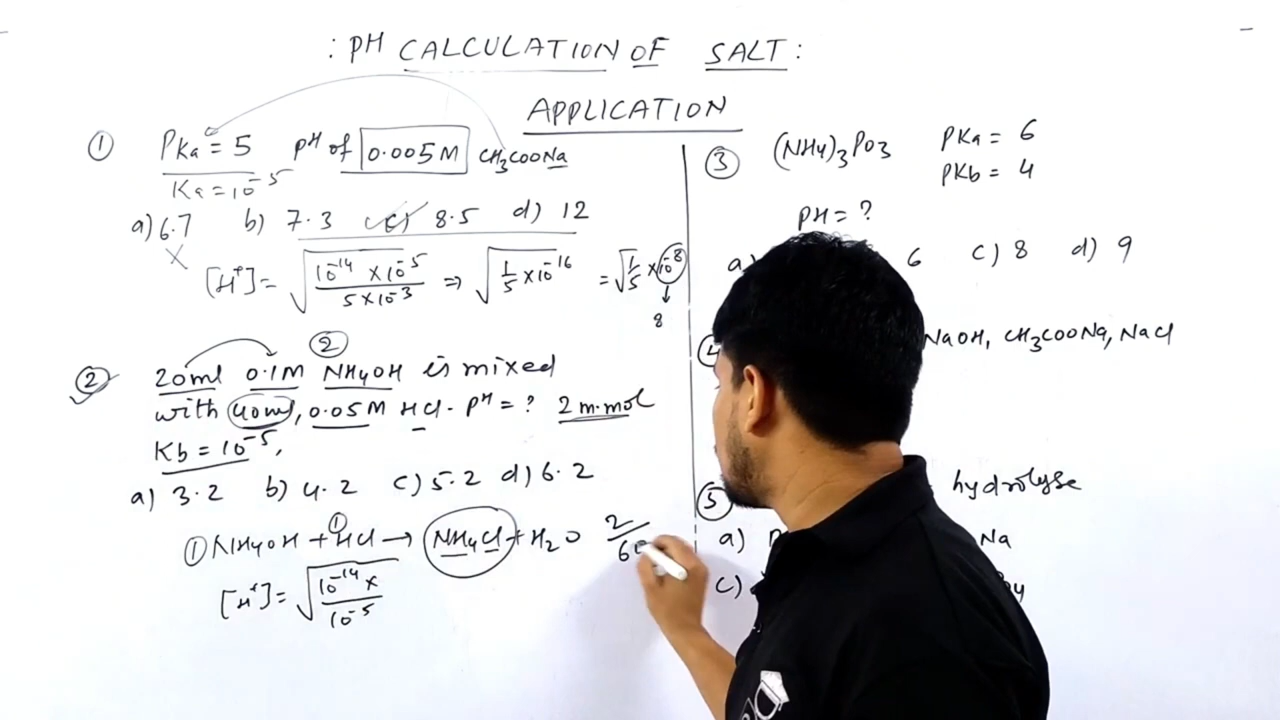 : PH CALCULATION OF SALT :
APPLICATION
① PKa = 5 PH of 0.005M CH₃COONa
Ka = 10⁻⁵
a) 6.7 b) 7.3 c) 8.5 d) 12
×
[H⁺] = √(10⁻¹⁴ × 10⁻⁵ / 5×10⁻³) ⇒ √(1/5 × 10⁻¹⁶) = √(1/5) × 10⁻⁸
↓
8
②
② 20ml 0.1M NH₄OH is mixed
with 40ml, 0.05M HCl. PH = ? 2 m.mol
Kb = 10⁻⁵,
a) 3.2 b) 4.2 c) 5.2 d) 6.2
① NH₄OH + ① HCl → NH₄Cl + H₂O 2/60
[H⁺] = √(10⁻¹⁴ × / 10⁻⁵)
③ (NH₄)₃PO₃ PKa = 6
PKb = 4
PH = ?
a) 6 c) 8 d) 9
④ NaOH, CH₃COONa, NaCl
⑤ hydrolyse
a) Na
c)